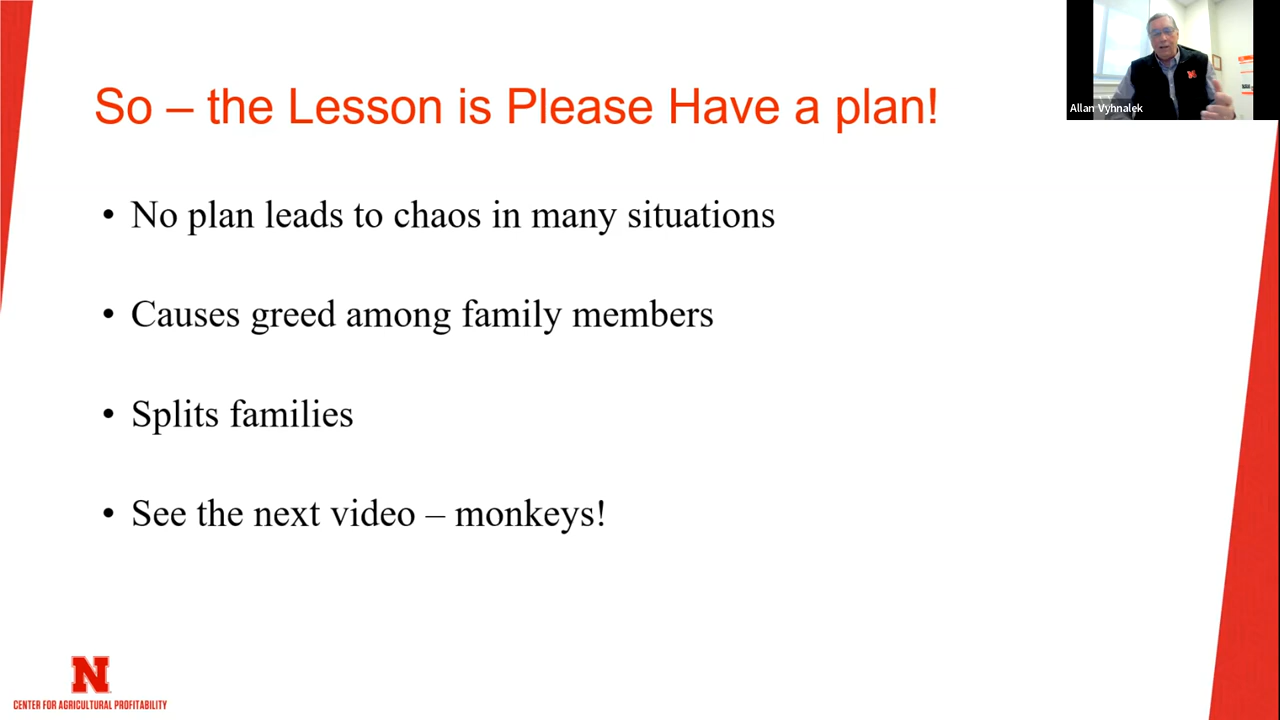 So – the Lesson is Please Have a plan!
Allan Vyhnalek
• No plan leads to chaos in many situations
• Causes greed among family members
• Splits families
• See the next video – monkeys!
N
CENTER FOR AGRICULTURAL PROFITABILITY